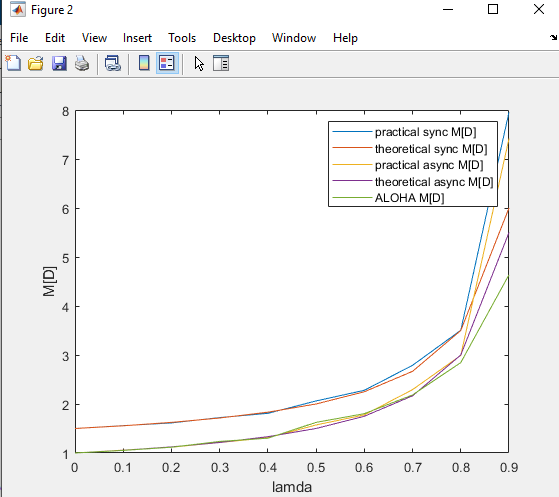 Figure 2
File Edit View Insert Tools Desktop Window Help
8
7
6
5
4
3
2
1
M[D]
practical sync M[D]
theoretical sync M[D]
practical async M[D]
theoretical async M[D]
ALOHA M[D]
0 0.1 0.2 0.3 0.4 0.5 0.6 0.7 0.8 0.9
lamda